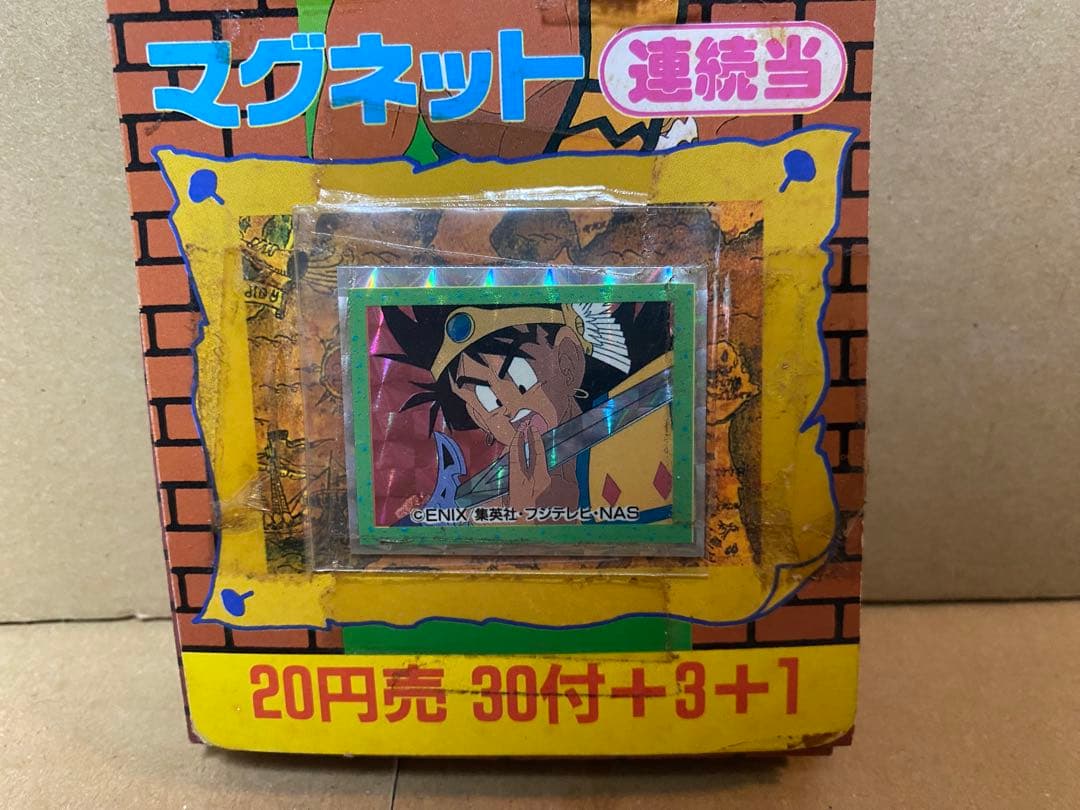 マグネット 連続当
©ENIX 集英社・フジテレビ・NAS
20円売 30付+3+1